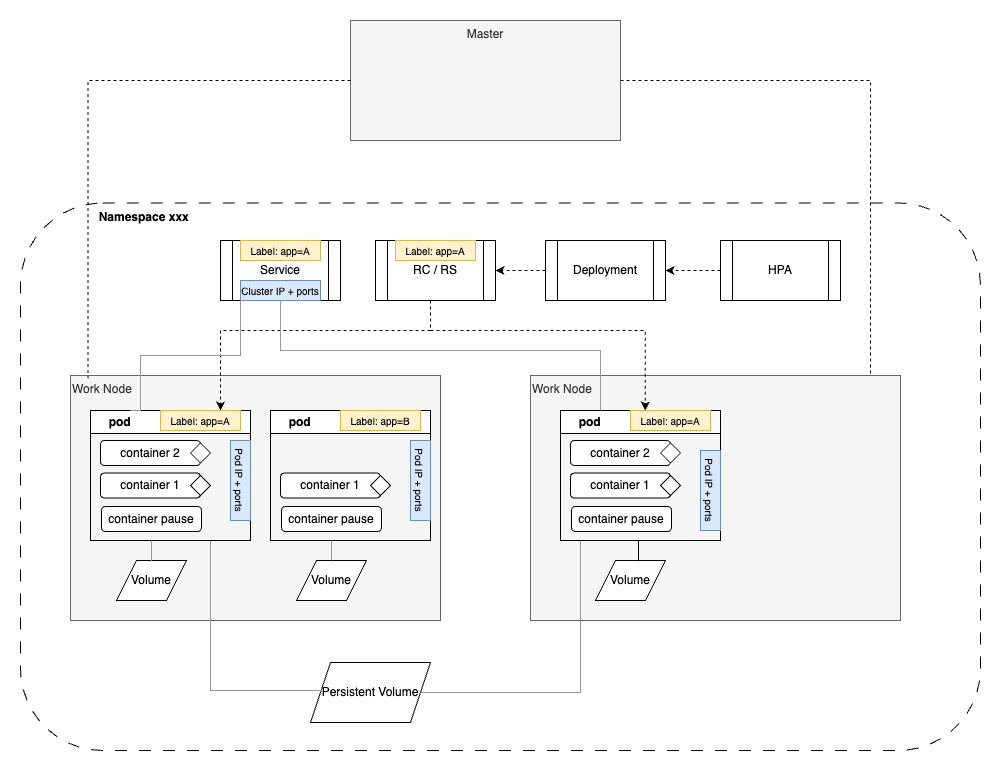 Master
Namespace xxx
Label: app=A
Service
Cluster IP + ports
Label: app=A
RC / RS
Deployment
HPA
Work Node
pod
Label: app=A
container 2
container 1
container pause
Pod IP + ports
Volume
pod
Label: app=B
container 1
container pause
Pod IP + ports
Volume
Work Node
pod
Label: app=A
container 2
container 1
container pause
Pod IP + ports
Volume
Persistent Volume